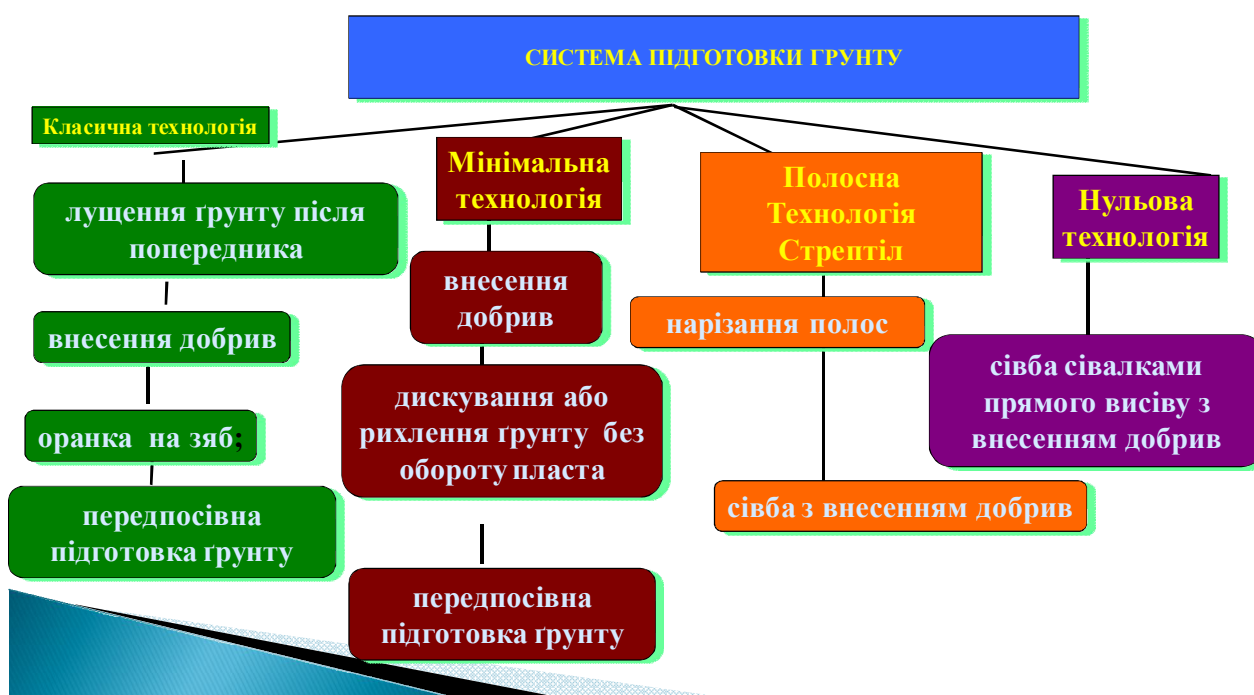 СИСТЕМА ПІДГОТОВКИ ГРУНТУ
Класична технологія
лущення ґрунту після
попередника
внесення добрив
оранка на зяб;
передпосівна
підготовка ґрунту
Мінімальна
технологія
внесення
добрив
дискування або
рихлення ґрунту без
обороту пласта
передпосівна
підготовка ґрунту
Полосна
Технологія
Стрептіл
нарізання полос
сівба з внесенням добрив
Нульова
технологія
сівба сівалками
прямого висіву з
внесенням добрив